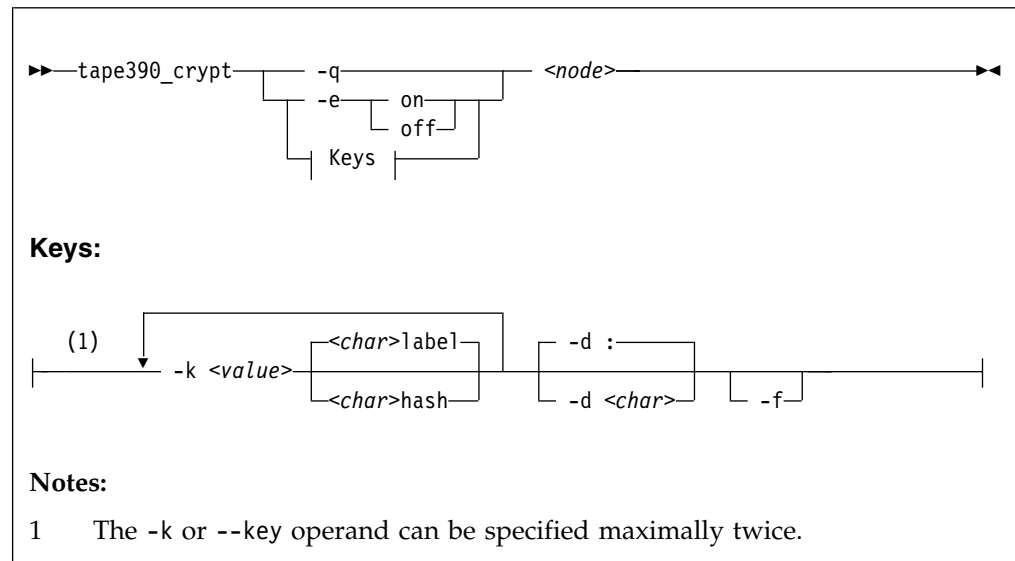 tape390_crypt -q <node>
-e on
off
Keys
Keys:
(1)
<char>label -d :
-k <value>
<char>hash -d <char> -f
Notes:
1 The -k or --key operand can be specified maximally twice.